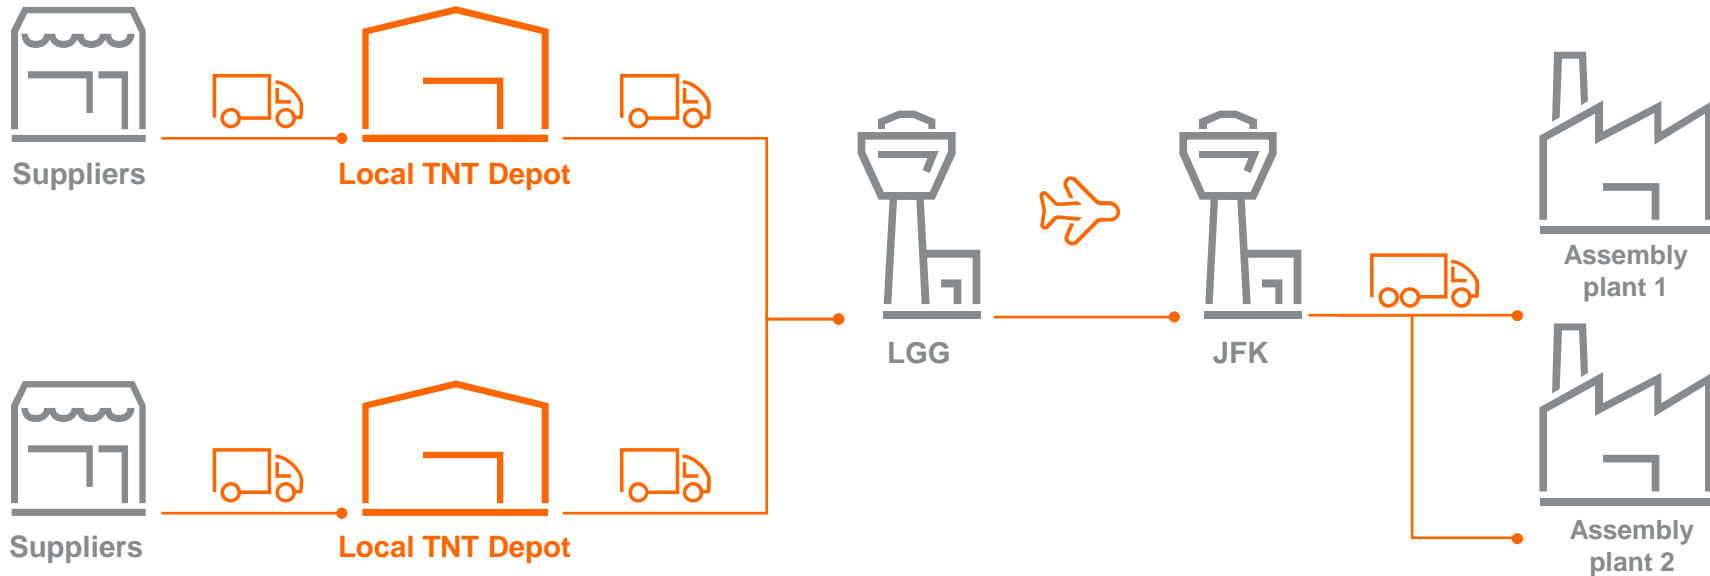 Suppliers
Local TNT Depot
LGG
JFK
Assembly
plant 1
Suppliers
Local TNT Depot
Assembly
plant 2